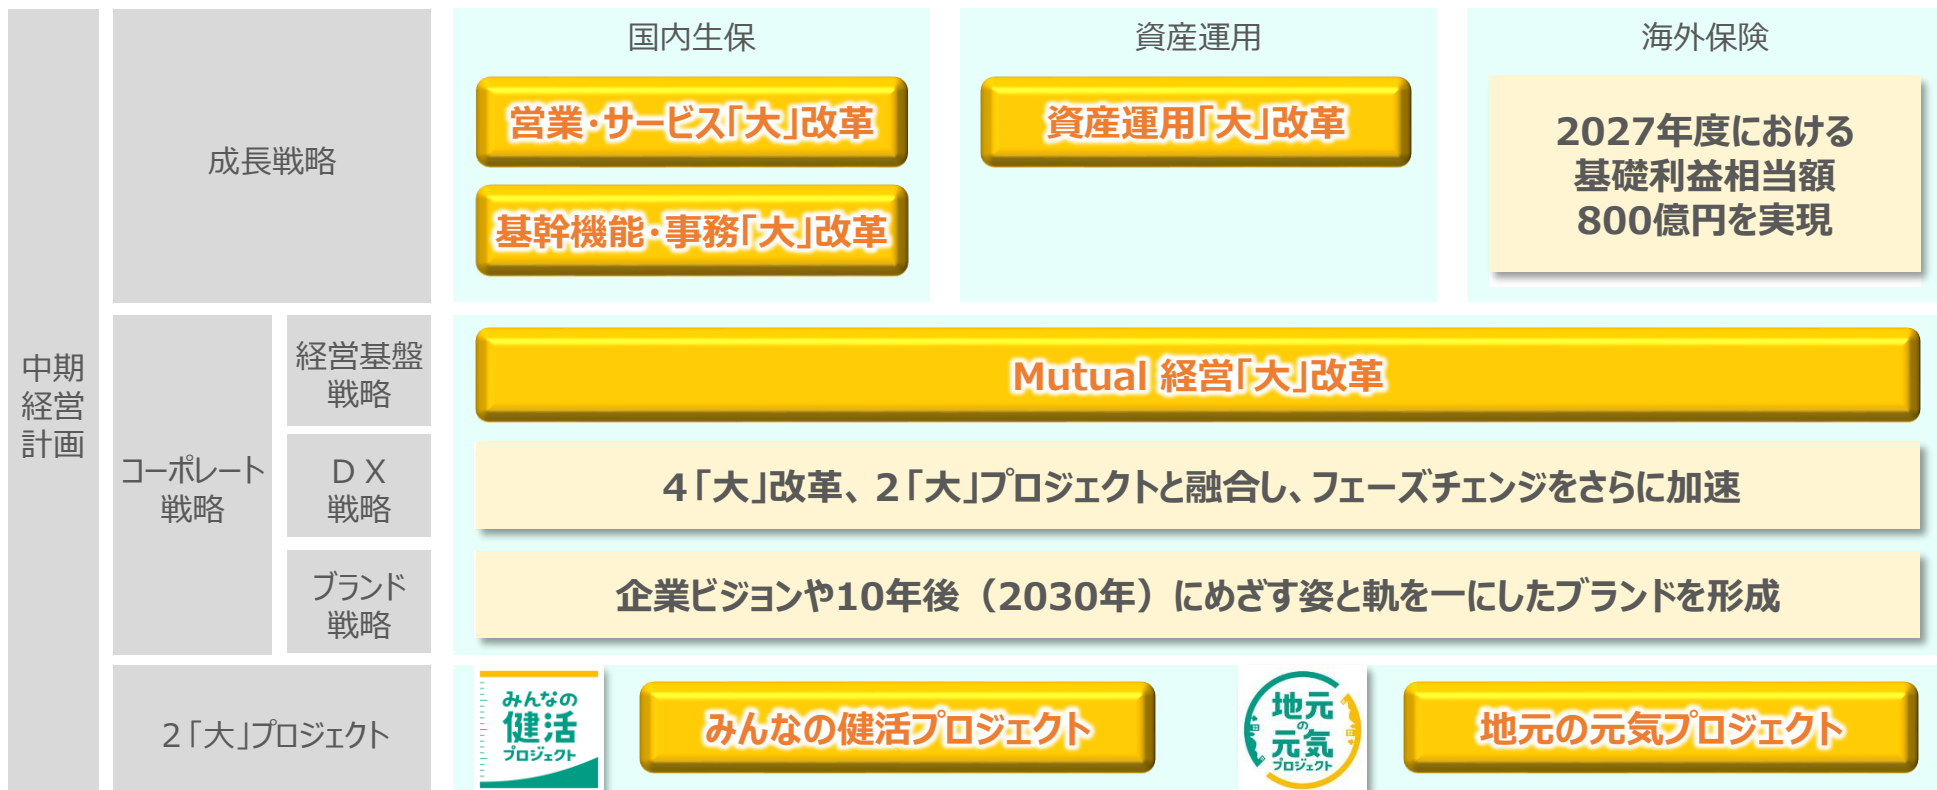 国内生保
資産運用
海外保険
営業・サービス「大」改革
資産運用「大」改革
2027年度における
基礎利益相当額
800億円を実現
成長戦略
基幹機能・事務「大」改革
中期
経営
計画
コーポレート
戦略
経営基盤
戦略
Mutual 経営「大」改革
ＤＸ
戦略
４「大」改革、２「大」プロジェクトと融合し、フェーズチェンジをさらに加速
ブランド
戦略
企業ビジョンや10年後（2030年）にめざす姿と軌を一にしたブランドを形成
２「大」プロジェクト
みんなの
健活
プロジェクト
みんなの健活プロジェクト
地元
の
元気
プロジェクト
地元の元気プロジェクト